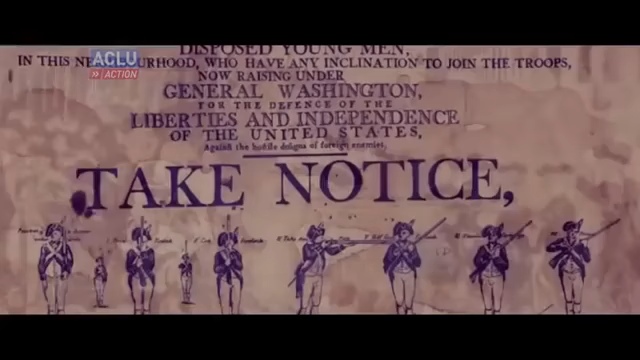 ACLU
ACTION
DISPOSED YOUNG MEN,
IN THIS NE URHOOD, WHO HAVE ANY INCLINATION TO JOIN THE TROOPS,
NOW RAISING UNDER
GENERAL WASHINGTON,
FOR THE DEFENCE OF THE
LIBERTIES AND INDEPENDENCE
OF THE UNITED STATES,
Against the hostile designs of foreign enemies,
TAKE NOTICE,